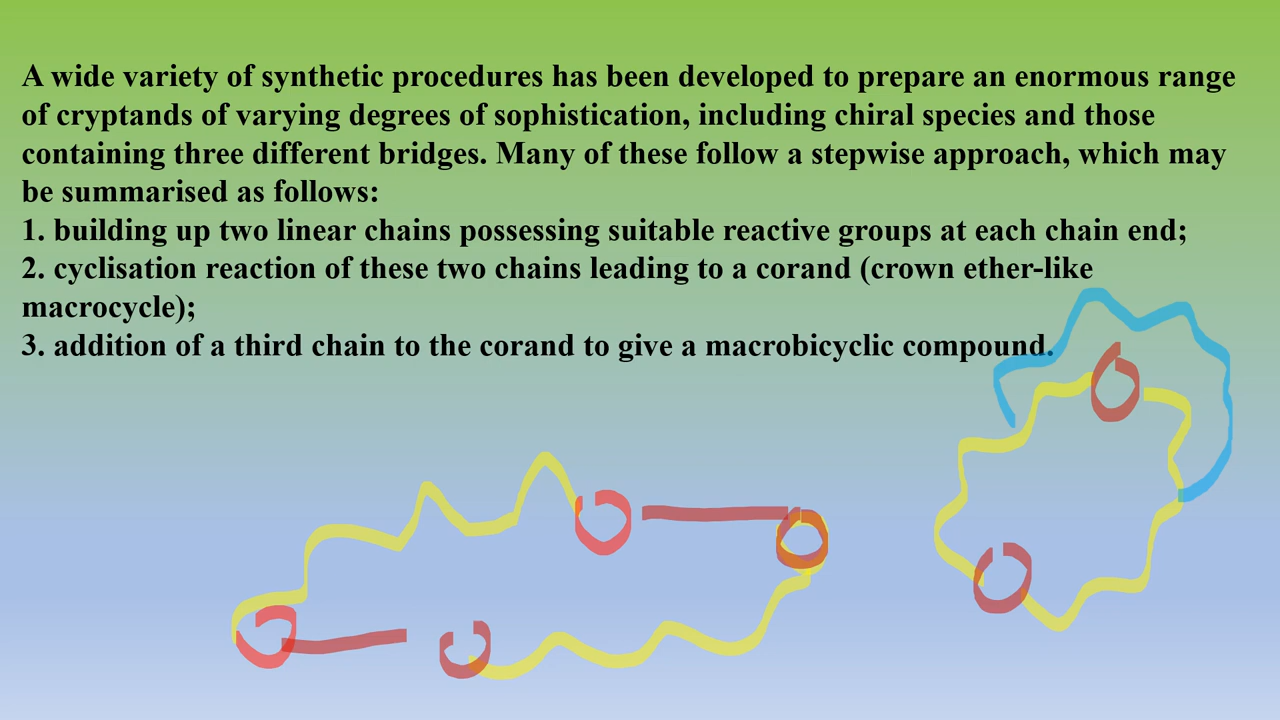 A wide variety of synthetic procedures has been developed to prepare an enormous range
of cryptands of varying degrees of sophistication, including chiral species and those
containing three different bridges. Many of these follow a stepwise approach, which may
be summarised as follows:
1. building up two linear chains possessing suitable reactive groups at each chain end;
2. cyclisation reaction of these two chains leading to a corand (crown ether-like
macrocycle);
3. addition of a third chain to the corand to give a macrobicyclic compound.